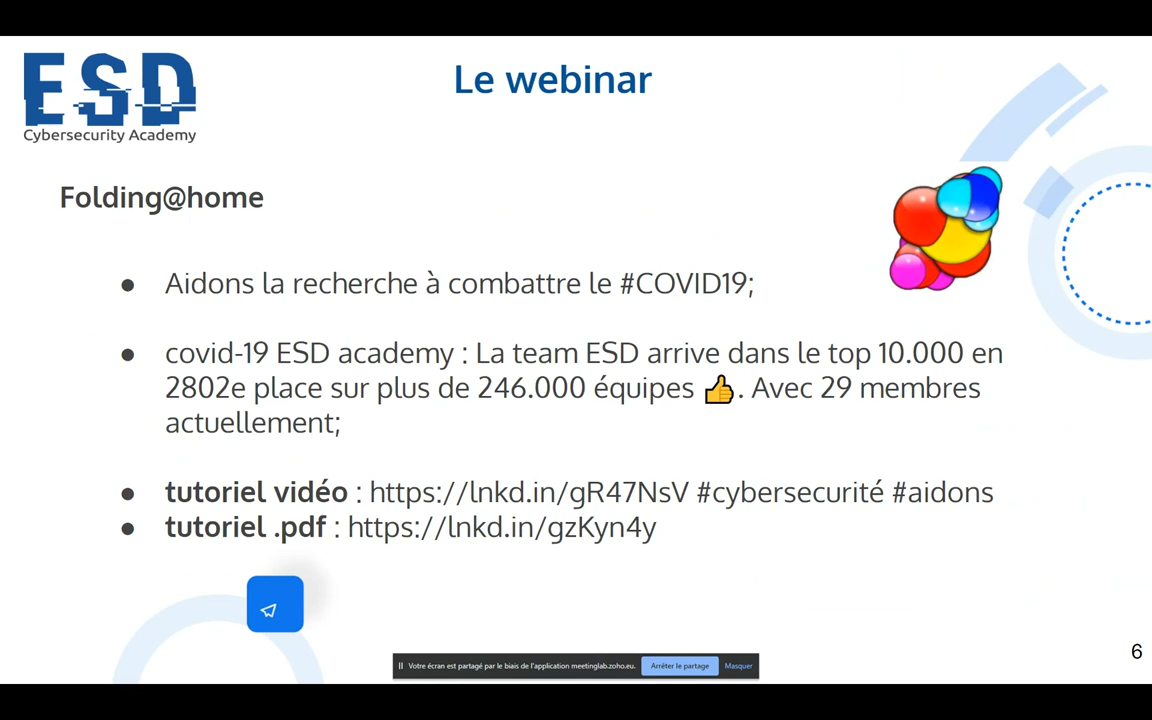 ESD
Cybersecurity Academy
Le webinar
Folding@home
● Aidons la recherche à combattre le #COVID19;
● covid-19 ESD academy : La team ESD arrive dans le top 10.000 en
2802e place sur plus de 246.000 équipes 👍. Avec 29 membres
actuellement;
● tutoriel vidéo : https://lnkd.in/gR47NsV #cybersecurité #aidons
● tutoriel .pdf : https://lnkd.in/gzKyn4y
Votre écran est partagé par le biais de l'application meetinglab.zoho.eu. Arrêter le partage Masquer
6